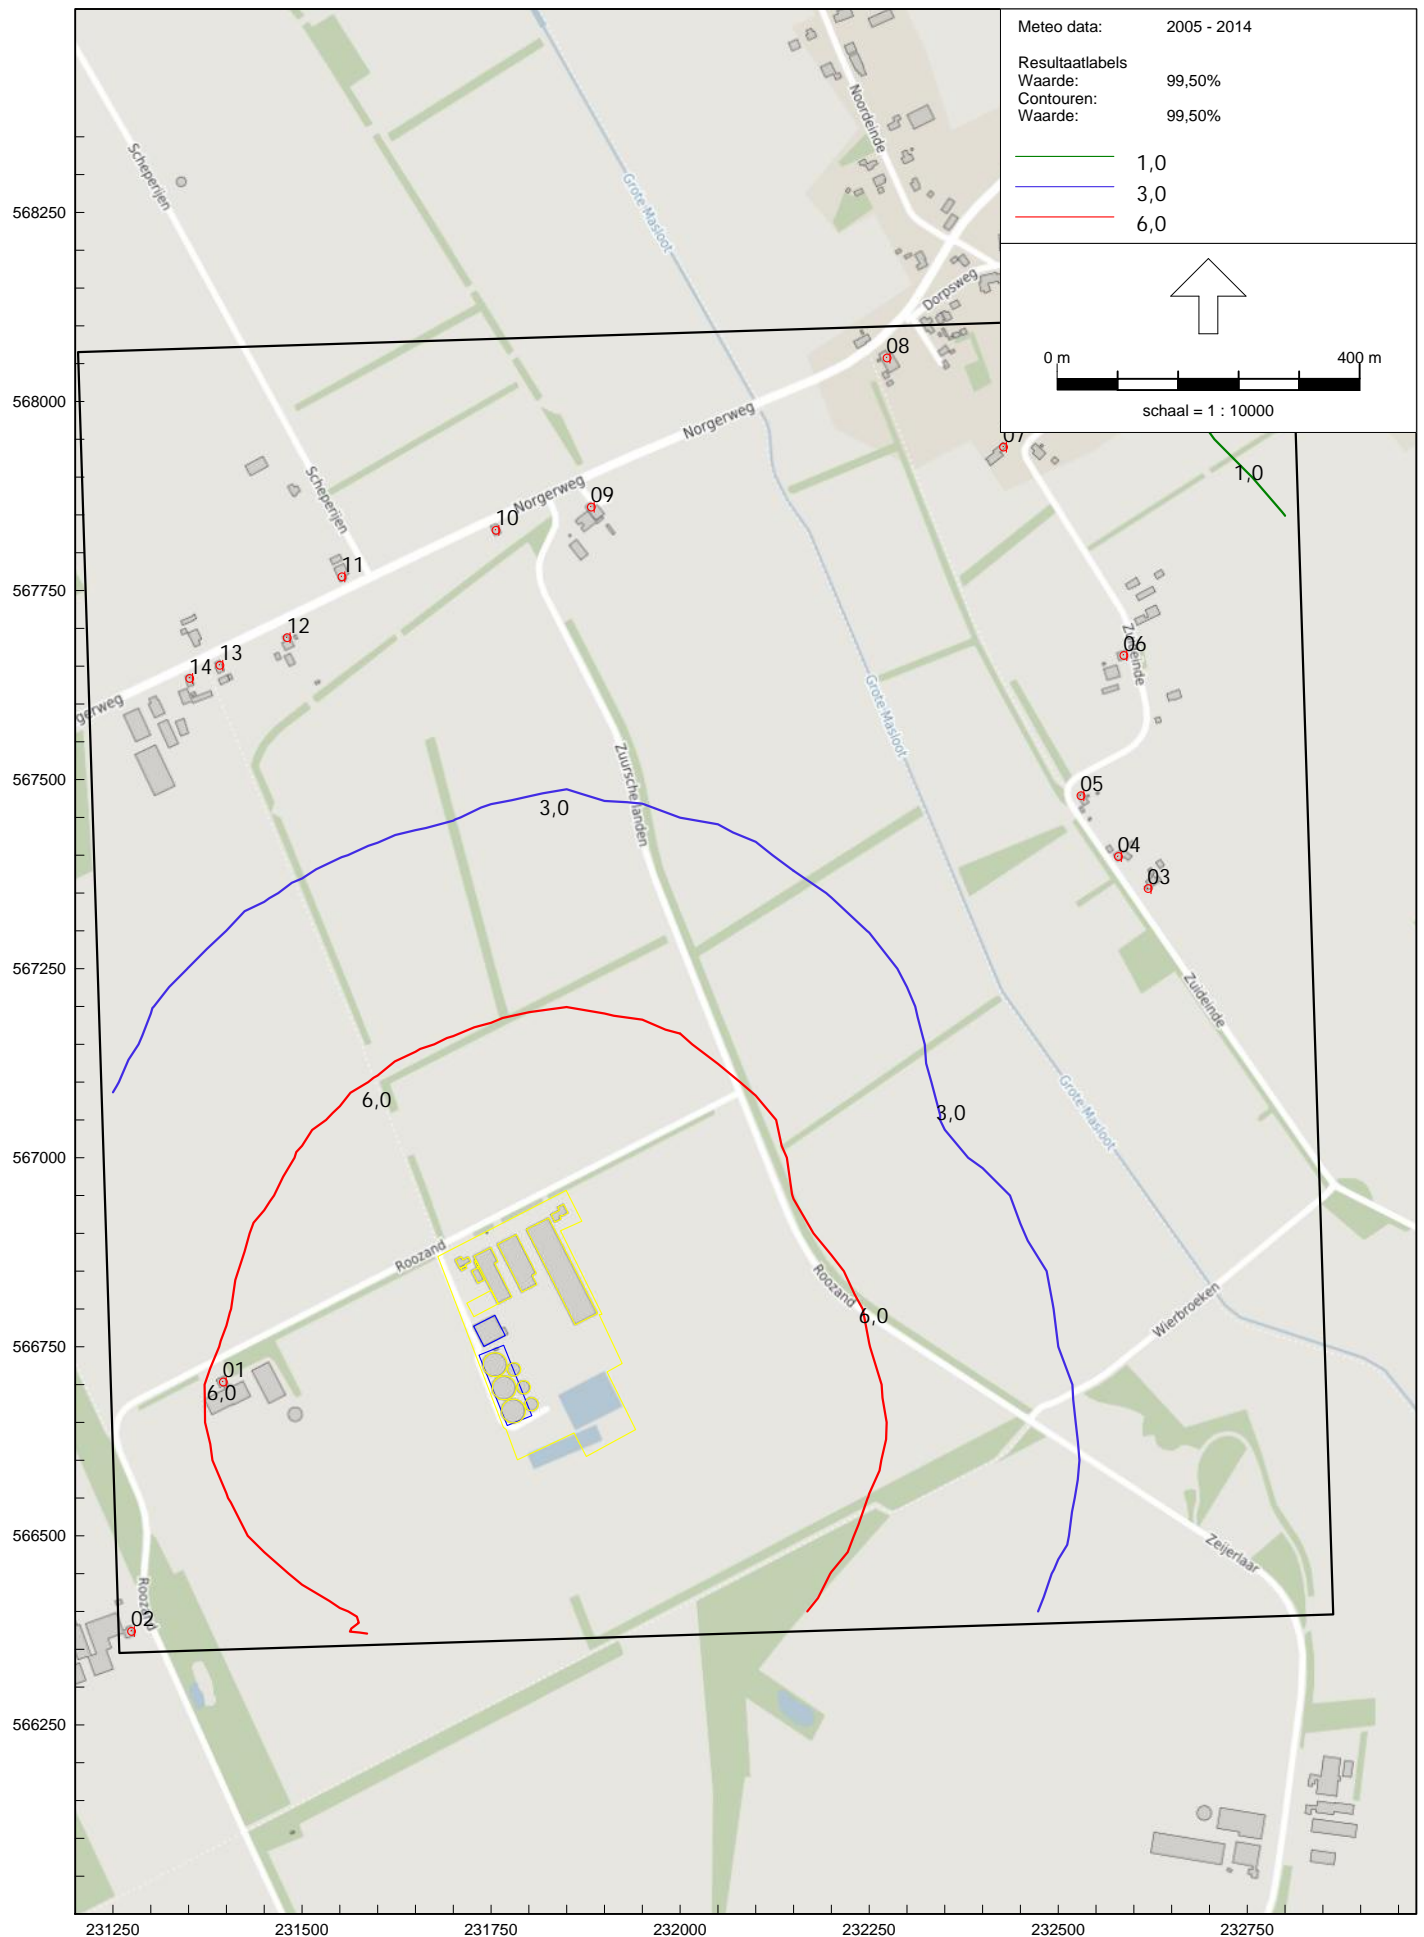 Meteo data: 2005 - 2014
Resultaatlabels
Waarde: 99,50%
Contouren:
Waarde: 99,50%
1,0
3,0
6,0
0 m 400 m
schaal = 1 : 10000
Noordeinde
Scheperijen
Grote-Masloot
Dorpsweg
568250
08
568000
Norgerweg
07
1,0
Scheperijen
Norgerweg
09
10
11
567750
12
13
14
gerweg
Zuideinde
06
Grote-Masloot
Zuurschelanden
567500
05
3,0
04
03
567250
Zuideinde
6,0
3,0
Grote-Masloot
567000
Roozand
Roozand
6,0
Wierbroeken
566750
01
6,0
566500
Zeijerlaar
Roozand
02
566250
231250 231500 231750 232000 232250 232500 232750